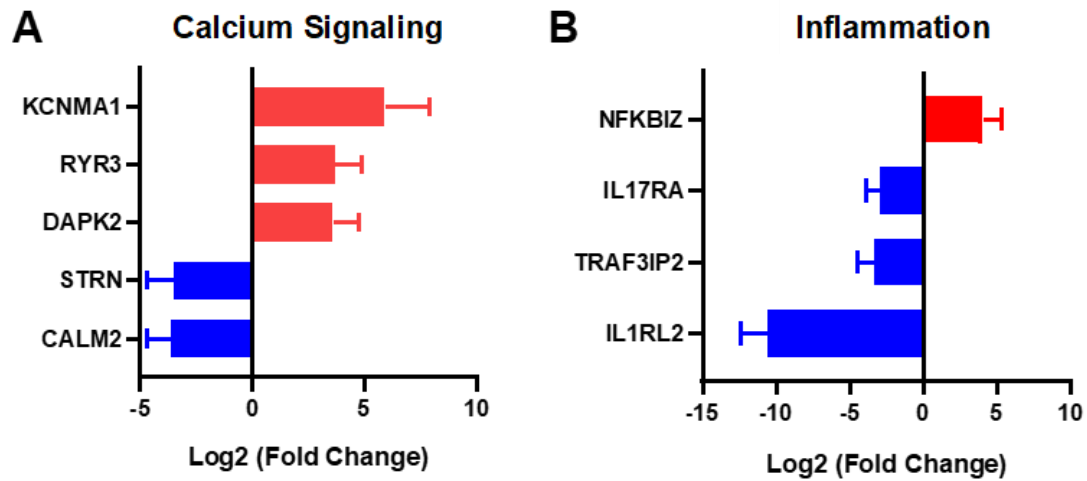 A
Calcium Signaling
KCNMA1
RYR3
DAPK2
STRN
CALM2
-5 0 5 10
Log2 (Fold Change)
B
Inflammation
NFKBIZ
IL17RA
TRAF3IP2
IL1RL2
-15 -10 -5 0 5 10
Log2 (Fold Change)